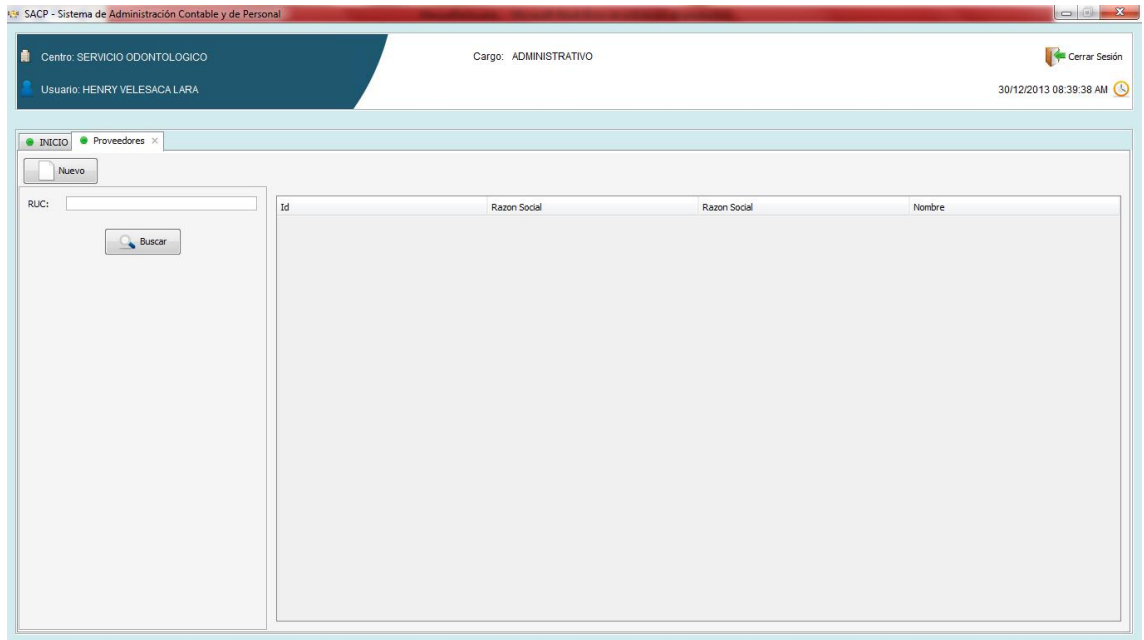 SACP - Sistema de Administración Contable y de Personal
Centro: SERVICIO ODONTOLOGICO
Cargo: ADMINISTRATIVO
Cerrar Sesión
Usuario: HENRY VELESACA LARA
30/12/2013 08:39:38 AM
INICIO Proveedores
Nuevo
RUC:
Id Razon Social Razon Social Nombre
Buscar